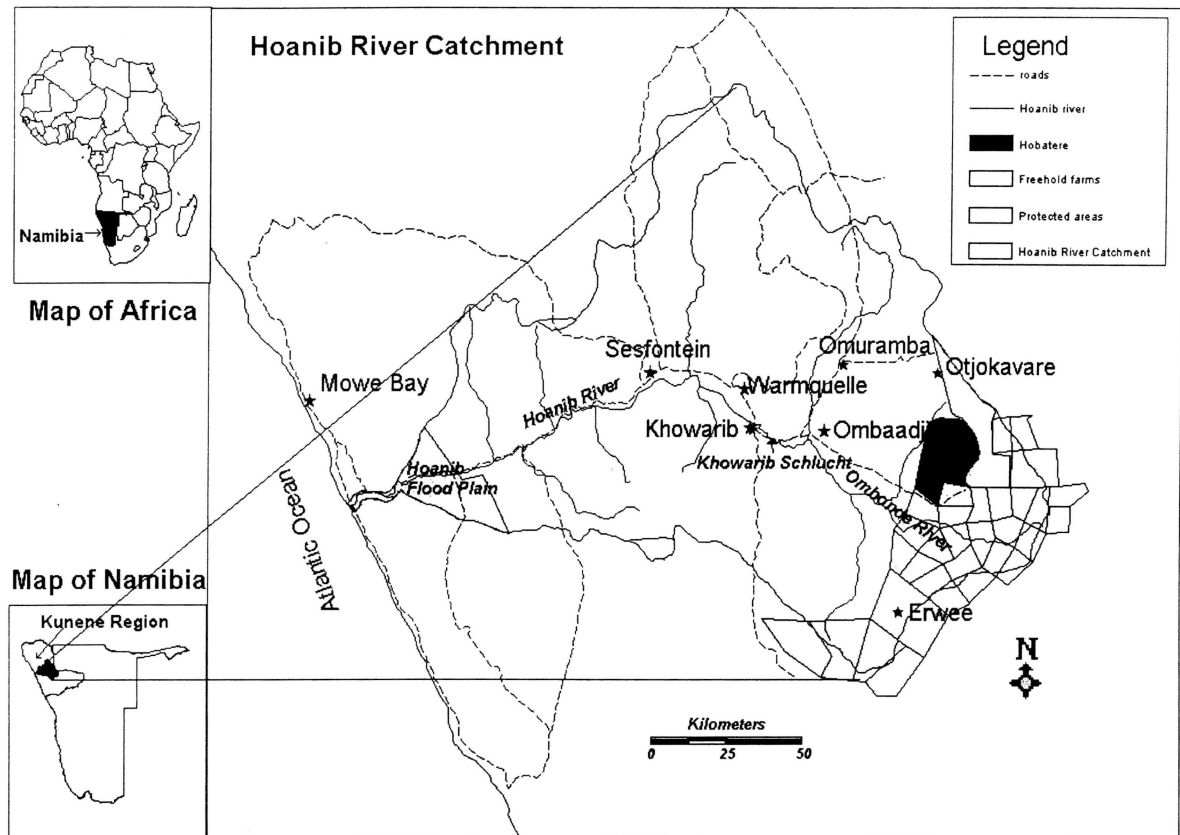 Hoanib River Catchment
Namibia
Map of Africa
Map of Namibia
Kunene Region
Legend
roads
Hoanib river
Hobatere
Freehold farms
Protected areas
Hoanib River Catchment
Omuramba
Otjokavare
Sesfontein
Warmquelle
Mowe Bay
Hoanib River
Khowarib
Ombaadji
Khowarib Schlucht
Hoanib
Flood Plain
Ombonde River
Atlantic Ocean
Erwee
N
Kilometers
0 25 50